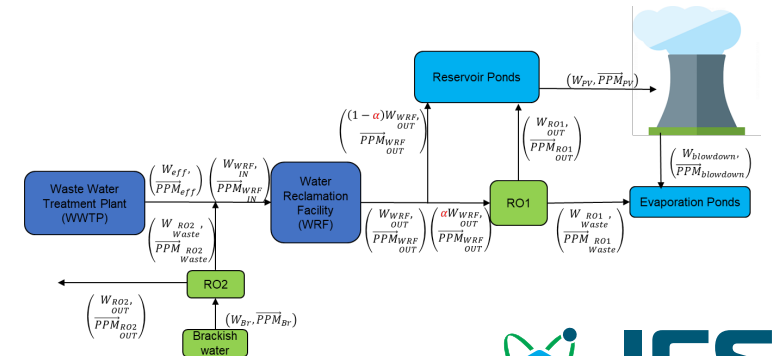 Reservoir Ponds
(W_PV, PPM_PV)
((1 − α)W_WRF,OUT
PPM_WRF OUT)
(W_RO1,OUT
PPM_RO1 OUT)
(W_blowdown,
PPM_blowdown)
Waste Water
Treatment Plant
(WWTP)
(W_eff,
PPM_eff)
(W_WRF,IN
PPM_WRF IN)
Water
Reclamation
Facility
(WRF)
(W_WRF,OUT
PPM_WRF OUT)
(αW_WRF,OUT
PPM_WRF OUT)
RO1
(W_RO1,Waste
PPM_RO1 Waste)
Evaporation Ponds
(W_RO2,Waste
PPM_RO2 Waste)
RO2
(W_RO2,OUT
PPM_RO2 OUT)
(W_Br, PPM_Br)
Brackish
water